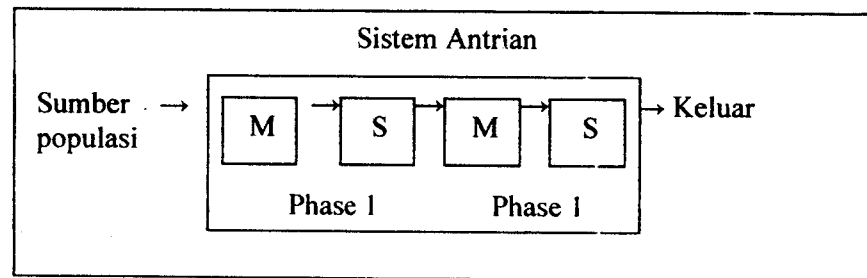 Sistem Antrian
Sumber → → Keluar
populasi
M → S → M → S
Phase 1 Phase 1